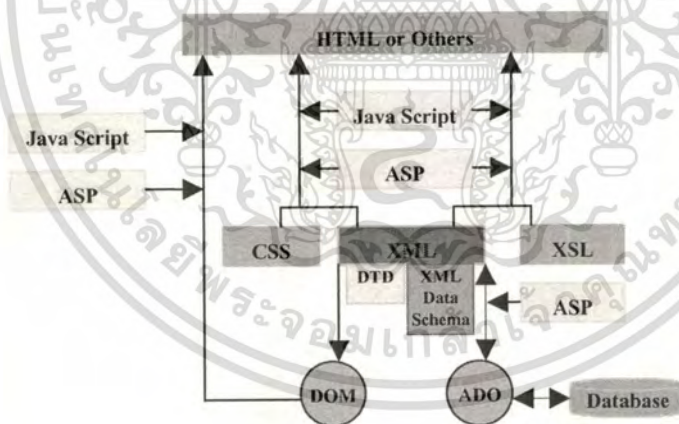 HTML or Others
Java Script
Java Script
ASP
ASP
CSS
XML
XSL
DTD
XML
Data
Schema
ASP
DOM
ADO
Database